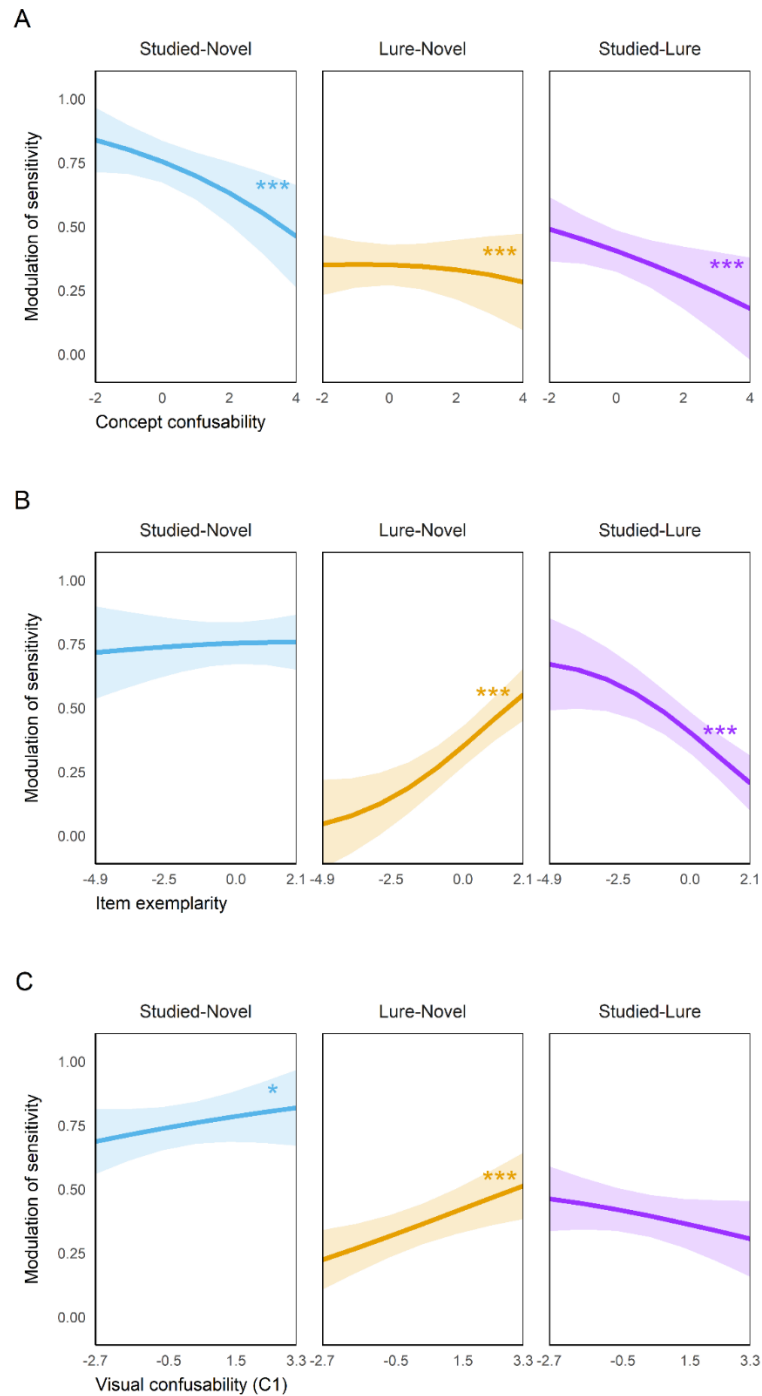 A
Studied-Novel Lure-Novel Studied-Lure
Modulation of sensitivity
1.00
0.75
0.50
0.25
0.00
*** *** ***
-2 0 2 4 -2 0 2 4 -2 0 2 4
Concept confusability
B
Studied-Novel Lure-Novel Studied-Lure
Modulation of sensitivity
1.00
0.75
0.50
0.25
0.00
*** ***
-4.9 -2.5 0.0 2.1 -4.9 -2.5 0.0 2.1 -4.9 -2.5 0.0 2.1
Item exemplarity
C
Studied-Novel Lure-Novel Studied-Lure
Modulation of sensitivity
1.00
0.75
0.50
0.25
0.00
* ***
-2.7 -0.5 1.5 3.3 -2.7 -0.5 1.5 3.3 -2.7 -0.5 1.5 3.3
Visual confusability (C1)